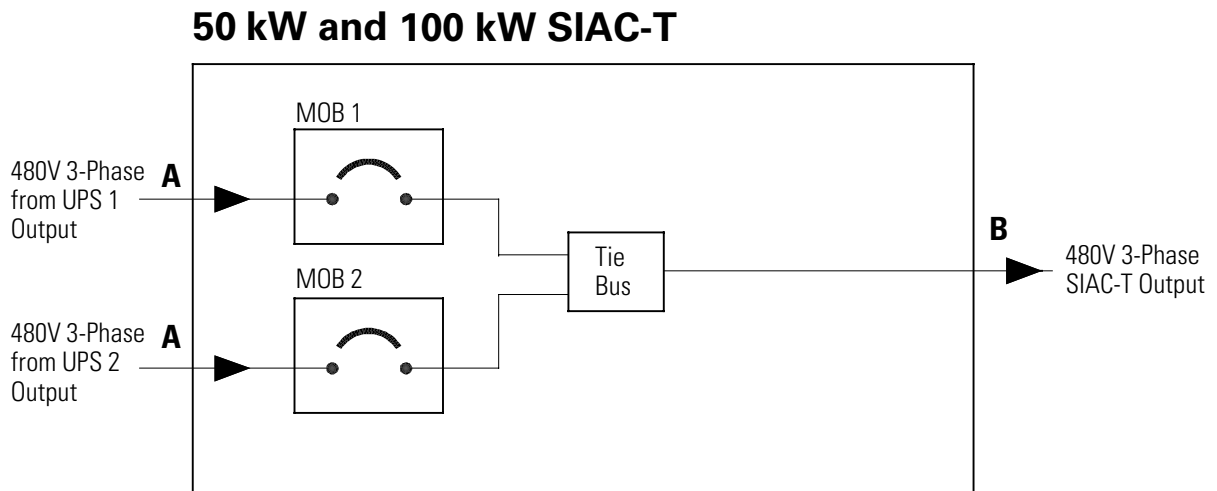 50 kW and 100 kW SIAC-T
MOB 1
480V 3-Phase
from UPS 1
Output
A
Tie
Bus
B
480V 3-Phase
SIAC-T Output
MOB 2
480V 3-Phase
from UPS 2
Output
A